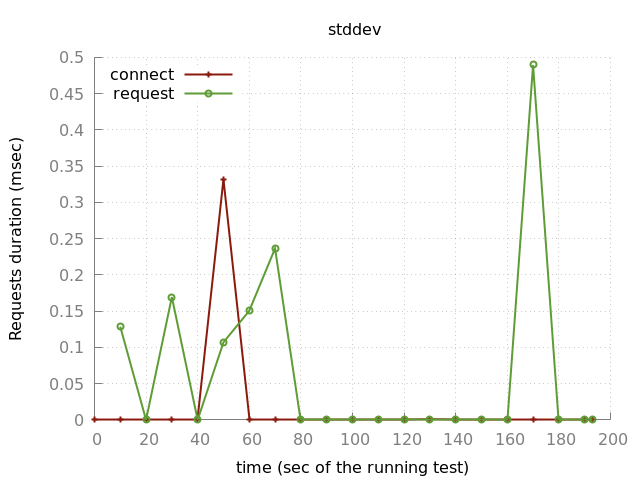 stddev
connect
request
0.5
0.45
0.4
0.35
0.3
0.25
0.2
0.15
0.1
0.05
0
Requests duration (msec)
0 20 40 60 80 100 120 140 160 180 200
time (sec of the running test)